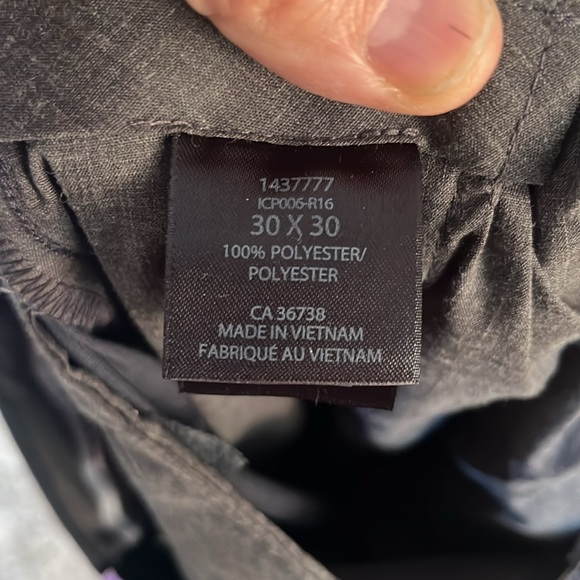 1437777
ICP006-R16
30 X 30
100% POLYESTER/
POLYESTER
CA 36738
MADE IN VIETNAM
FABRIQUÉ AU VIETNAM